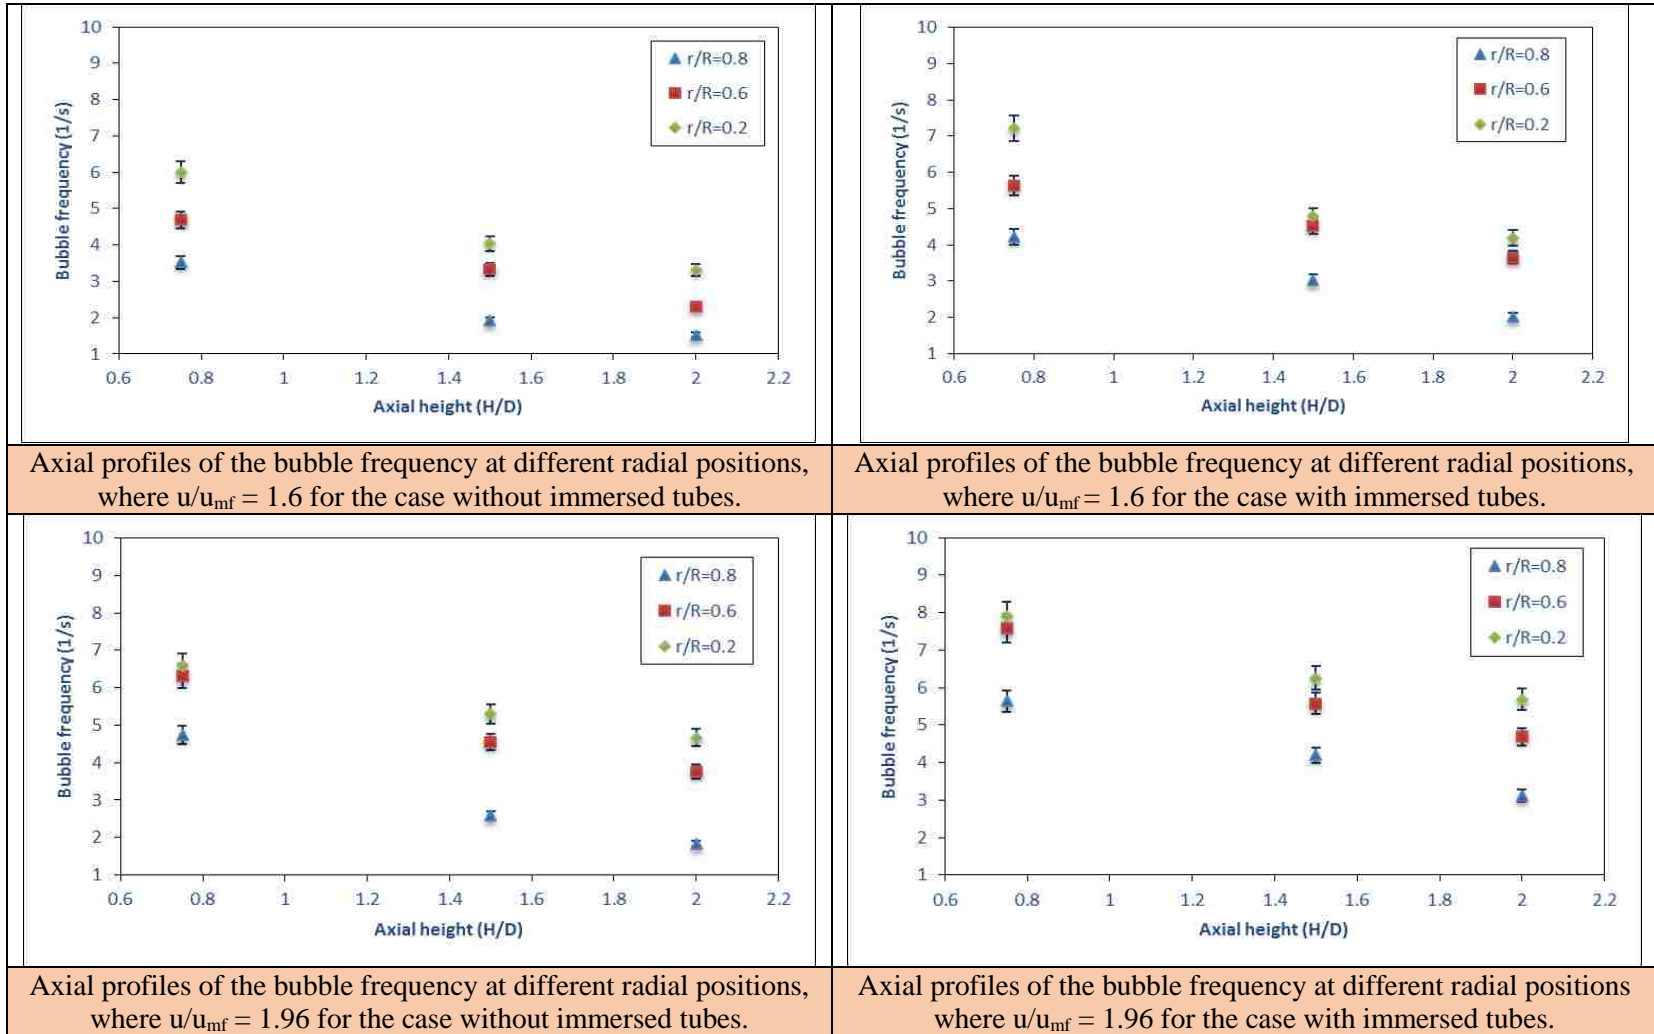 10
9
8
7
6
5
4
3
2
1
Bubble frequency (1/s)
r/R=0.8
r/R=0.6
r/R=0.2
0.6 0.8 1 1.2 1.4 1.6 1.8 2 2.2
Axial height (H/D)
Axial profiles of the bubble frequency at different radial positions,
where u/umf = 1.6 for the case without immersed tubes.
10
9
8
7
6
5
4
3
2
1
Bubble frequency (1/s)
r/R=0.8
r/R=0.6
r/R=0.2
0.6 0.8 1 1.2 1.4 1.6 1.8 2 2.2
Axial height (H/D)
Axial profiles of the bubble frequency at different radial positions,
where u/umf = 1.6 for the case with immersed tubes.
10
9
8
7
6
5
4
3
2
1
Bubble frequency (1/s)
r/R=0.8
r/R=0.6
r/R=0.2
0.6 0.8 1 1.2 1.4 1.6 1.8 2 2.2
Axial height (H/D)
Axial profiles of the bubble frequency at different radial positions,
where u/umf = 1.96 for the case without immersed tubes.
10
9
8
7
6
5
4
3
2
1
Bubble frequency (1/s)
r/R=0.8
r/R=0.6
r/R=0.2
0.6 0.8 1 1.2 1.4 1.6 1.8 2 2.2
Axial height (H/D)
Axial profiles of the bubble frequency at different radial positions
where u/umf = 1.96 for the case with immersed tubes.